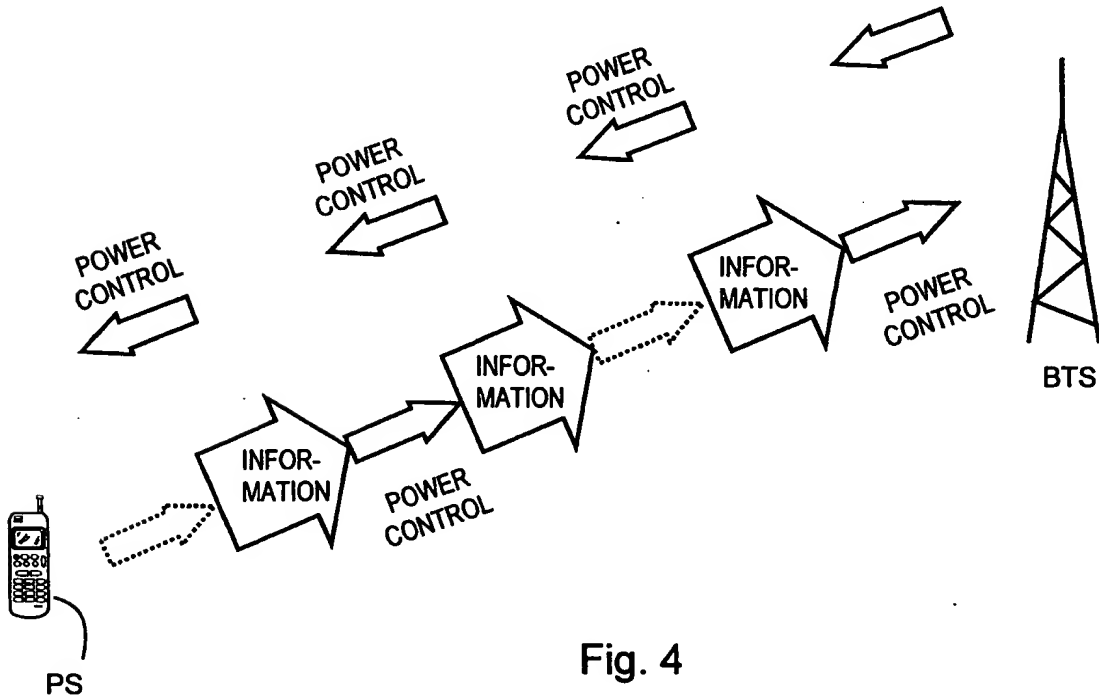 POWER
CONTROL
POWER
CONTROL
POWER
CONTROL
INFOR-
MATION
POWER
CONTROL
BTS
INFOR-
MATION
INFOR-
MATION
POWER
CONTROL
PS
Fig. 4